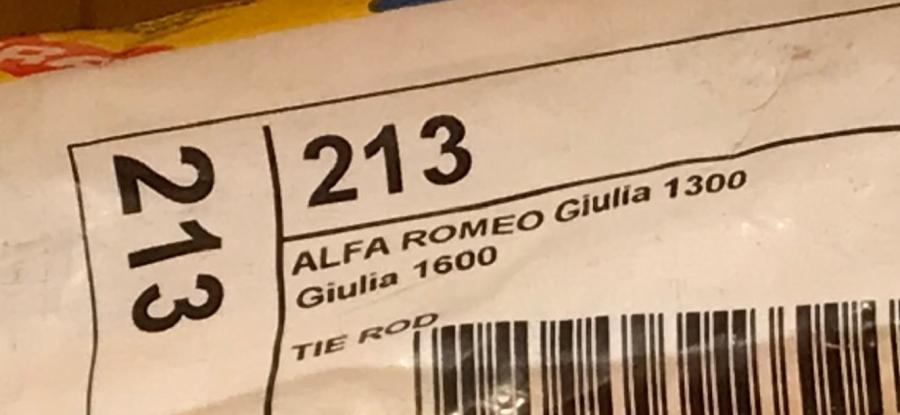 213
213
ALFA ROMEO Giulia 1300
Giulia 1600
TIE ROD